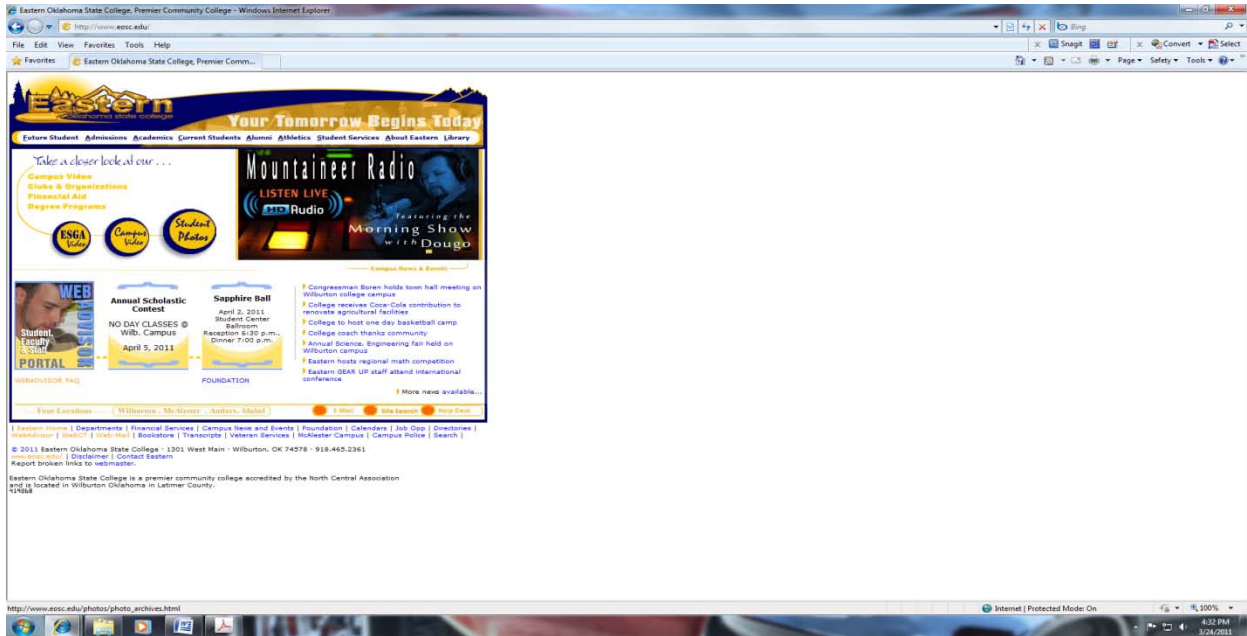 Eastern Oklahoma State College, Premier Community College - Windows Internet Explorer
http://www.eosc.edu/
Bing
File Edit View Favorites Tools Help
Snagit
Convert Select
Favorites
Eastern Oklahoma State College, Premier Comm...
Page Safety Tools
Eastern
oklahoma state college
Your Tomorrow Begins Today
Future Student Admissions Academics Current Students Alumni Athletics Student Services About Eastern Library
Take a closer look at our . . .
Campus Video
Clubs & Organizations
Financial Aid
Degree Programs
ESGA Video
Campus Video
Student Photos
Mountaineer Radio
LISTEN LIVE
HD Audio
Featuring the
Morning Show
with Dougo
Campus News & Events
WEB ADVISOR
Student,
Faculty
& Staff
PORTAL
WEBADVISOR FAQ
Annual Scholastic
Contest
NO DAY CLASSES @
Wilb. Campus
April 5, 2011
Sapphire Ball
April 2, 2011
Student Center
Ballroom
Reception 6:30 p.m..
Dinner 7:00 p.m.
FOUNDATION
Congressman Boren holds town hall meeting on
Wilburton college campus
College receives Coca-Cola contribution to
renovate agricultural facilities
College to host one day basketball camp
College coach thanks community
Annual Science, Engineering fair held on
Wilburton campus
Eastern hosts regional math competition
Eastern GEAR UP staff attend international
conference
More news available...
Four Locations
Wilburton . McAlester . Antlers. Idabel
E-Mail
Site Search
Help Desk
| Eastern Home | Departments | Financial Services | Campus News and Events | Foundation | Calendars | Job Opp | Directories |
WebAdvisor | WebCT | Web-Mail | Bookstore | Transcripts | Veteran Services | McAlester Campus | Campus Police | Search |
© 2011 Eastern Oklahoma State College - 1301 West Main - Wilburton, OK 74578 - 918.465.2361
www.eosc.edu/ | Disclaimer | Contact Eastern
Report broken links to webmaster.
Eastern Oklahoma State College is a premier community college accredited by the North Central Association
and is located in Wilburton Oklahoma in Latimer County.
http://www.eosc.edu/photos/photo_archives.html
Internet | Protected Mode: On
100%
4:32 PM
3/24/2011